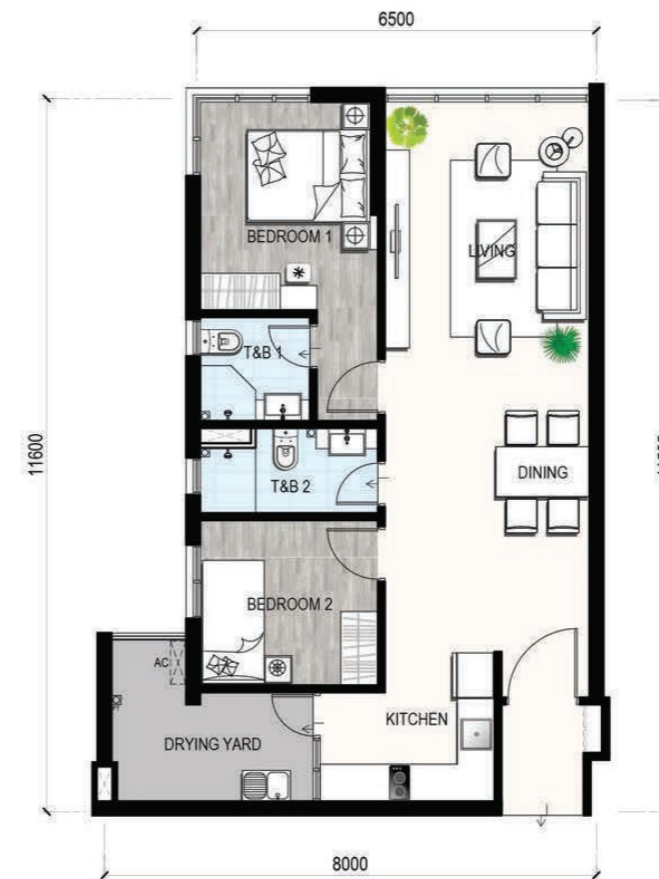 6500
BEDROOM 1
LIVING
T&B 1
11600
DINING
T&B 2
BEDROOM 2
AC
KITCHEN
DRYING YARD
8000